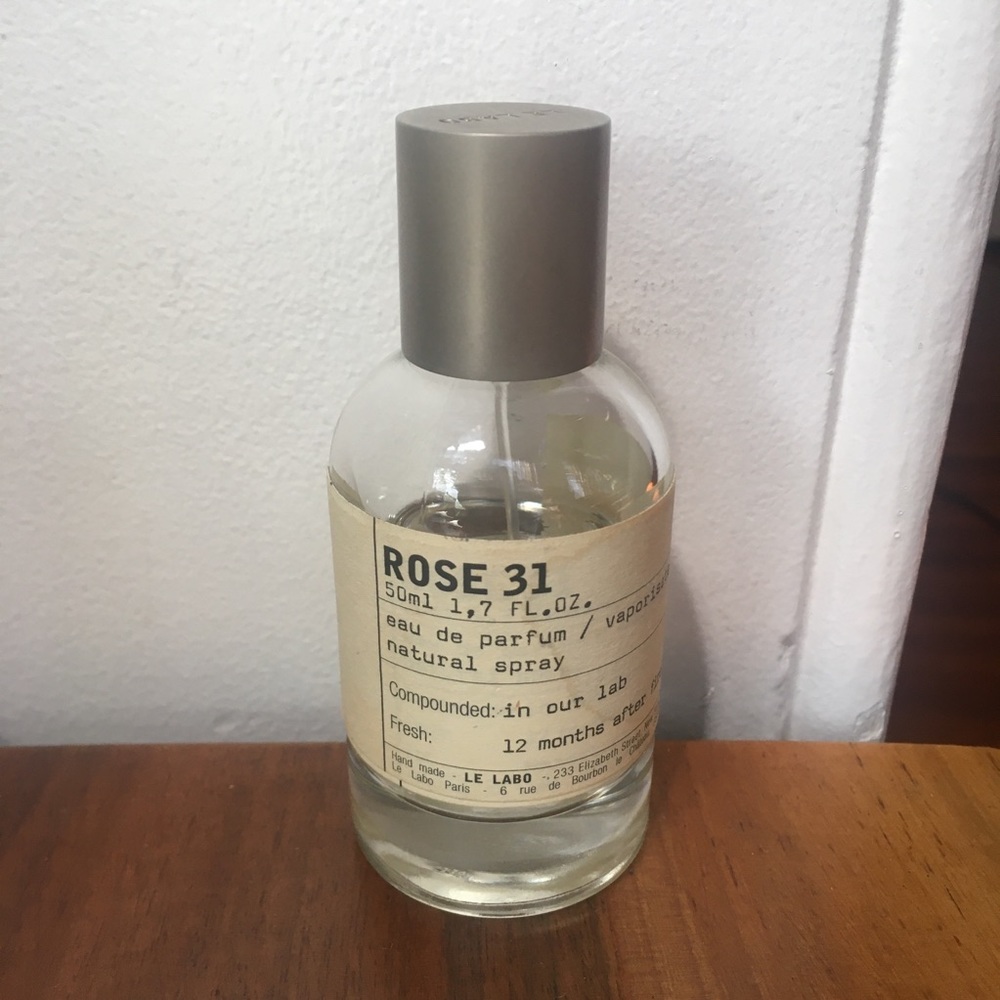 ROSE 31
50ml 1,7 FL.OZ.
eau de parfum /
natural spray
Compounded: in our lab
Fresh: 12 months after
Hand made - LE LABO -, 233 Elizabeth Street,
Le Labo Paris - 6 rue de Bourbon le Château